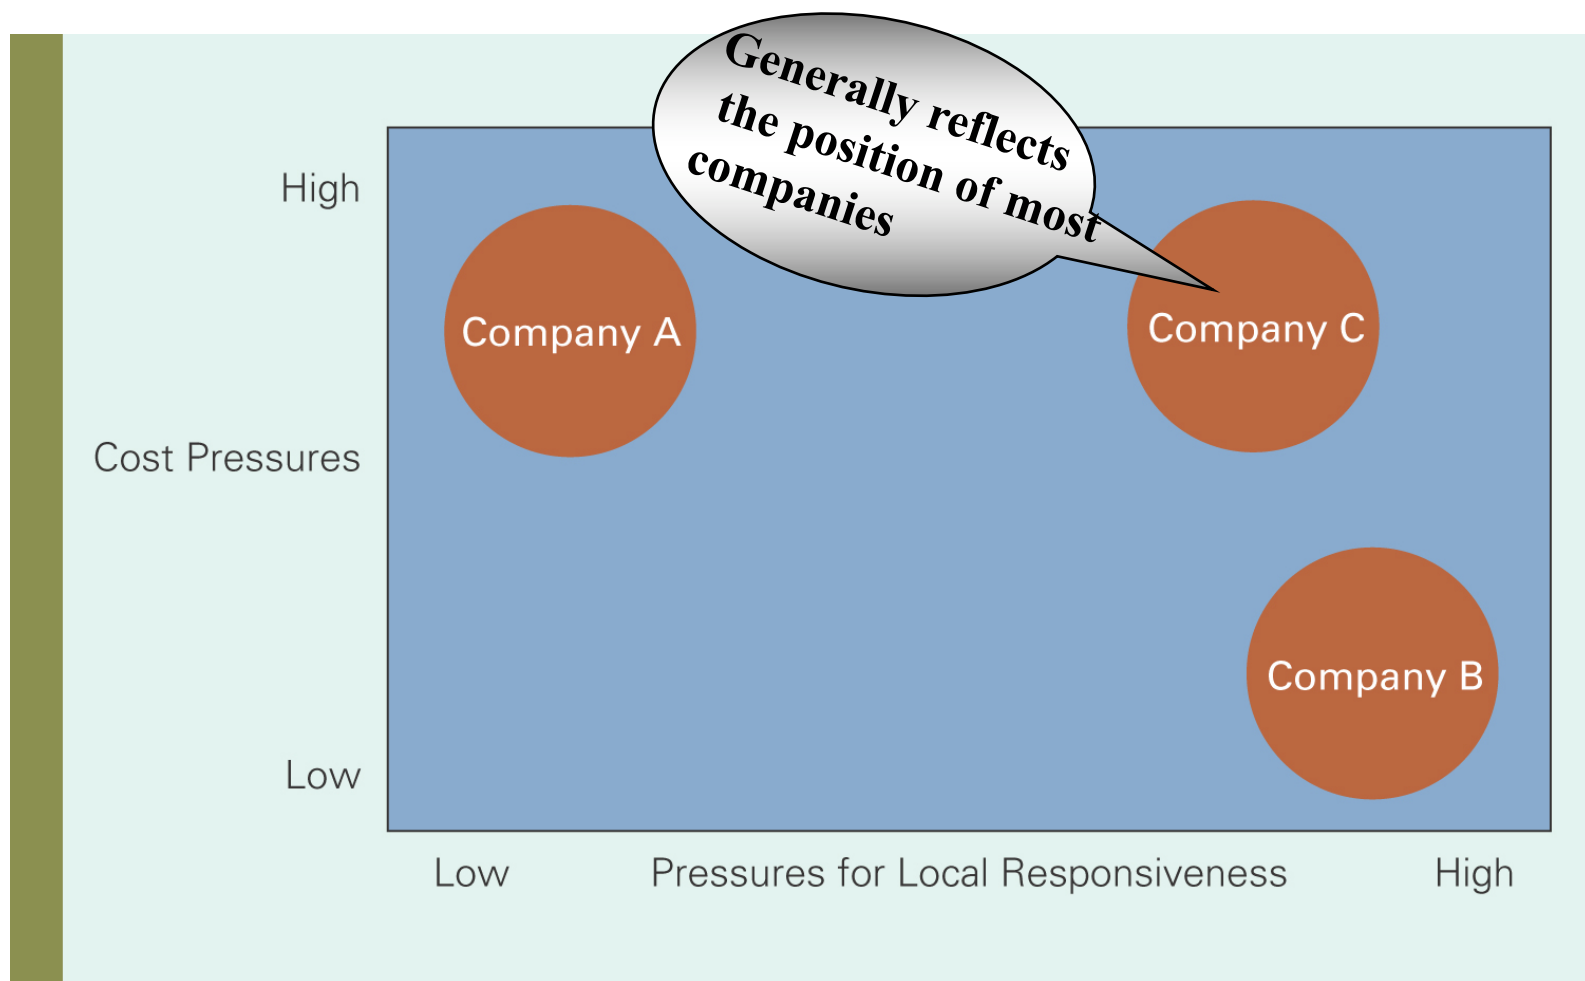 Generally reflects
the position of most
companies
High
Company A
Company C
Cost Pressures
Company B
Low
Low
Pressures for Local Responsiveness
High